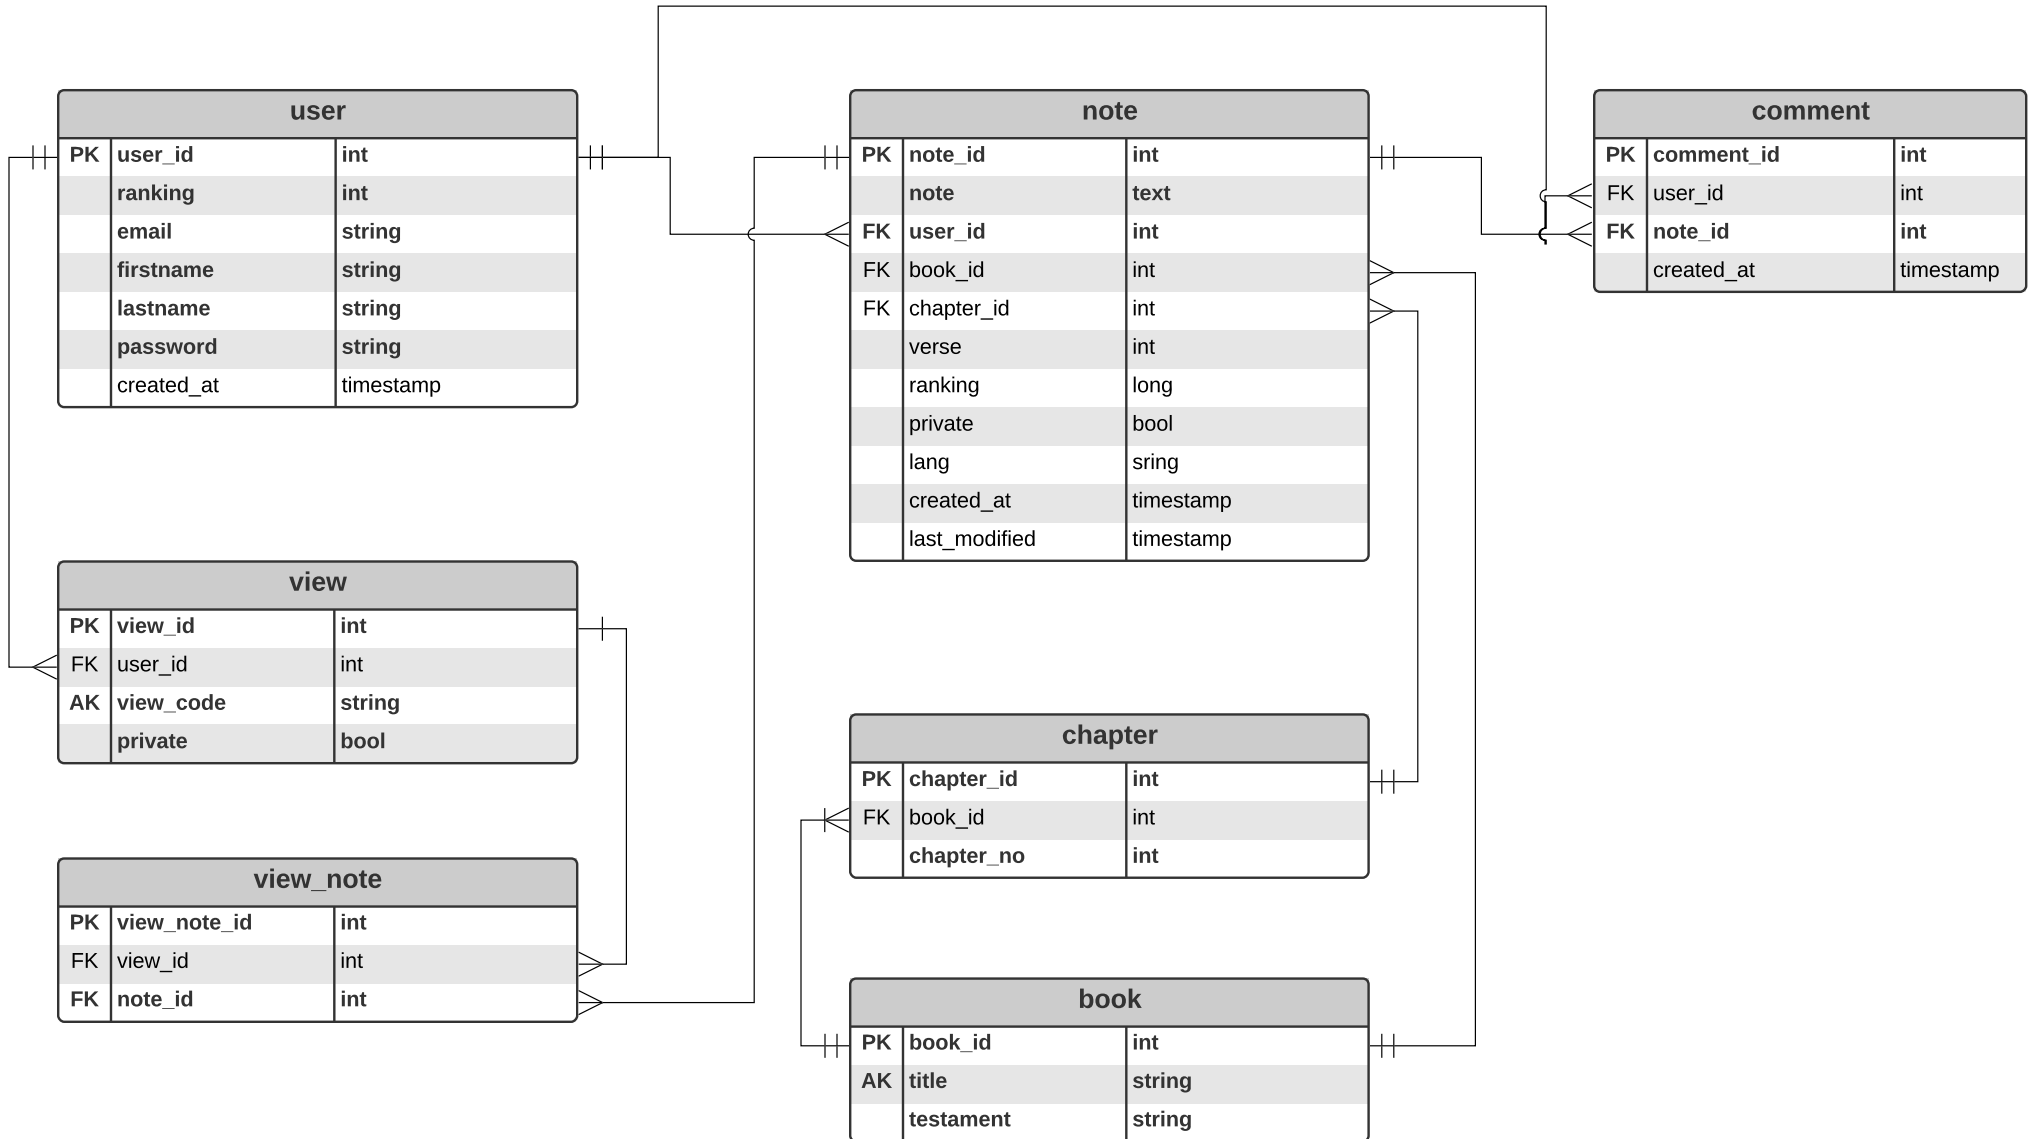 user
PK user_id int
ranking int
email string
firstname string
lastname string
password string
created_at timestamp
note
PK note_id int
note text
FK user_id int
FK book_id int
FK chapter_id int
verse int
ranking long
private bool
lang sring
created_at timestamp
last_modified timestamp
comment
PK comment_id int
FK user_id int
FK note_id int
created_at timestamp
view
PK view_id int
FK user_id int
AK view_code string
private bool
chapter
PK chapter_id int
FK book_id int
chapter_no int
view_note
PK view_note_id int
FK view_id int
FK note_id int
book
PK book_id int
AK title string
testament string